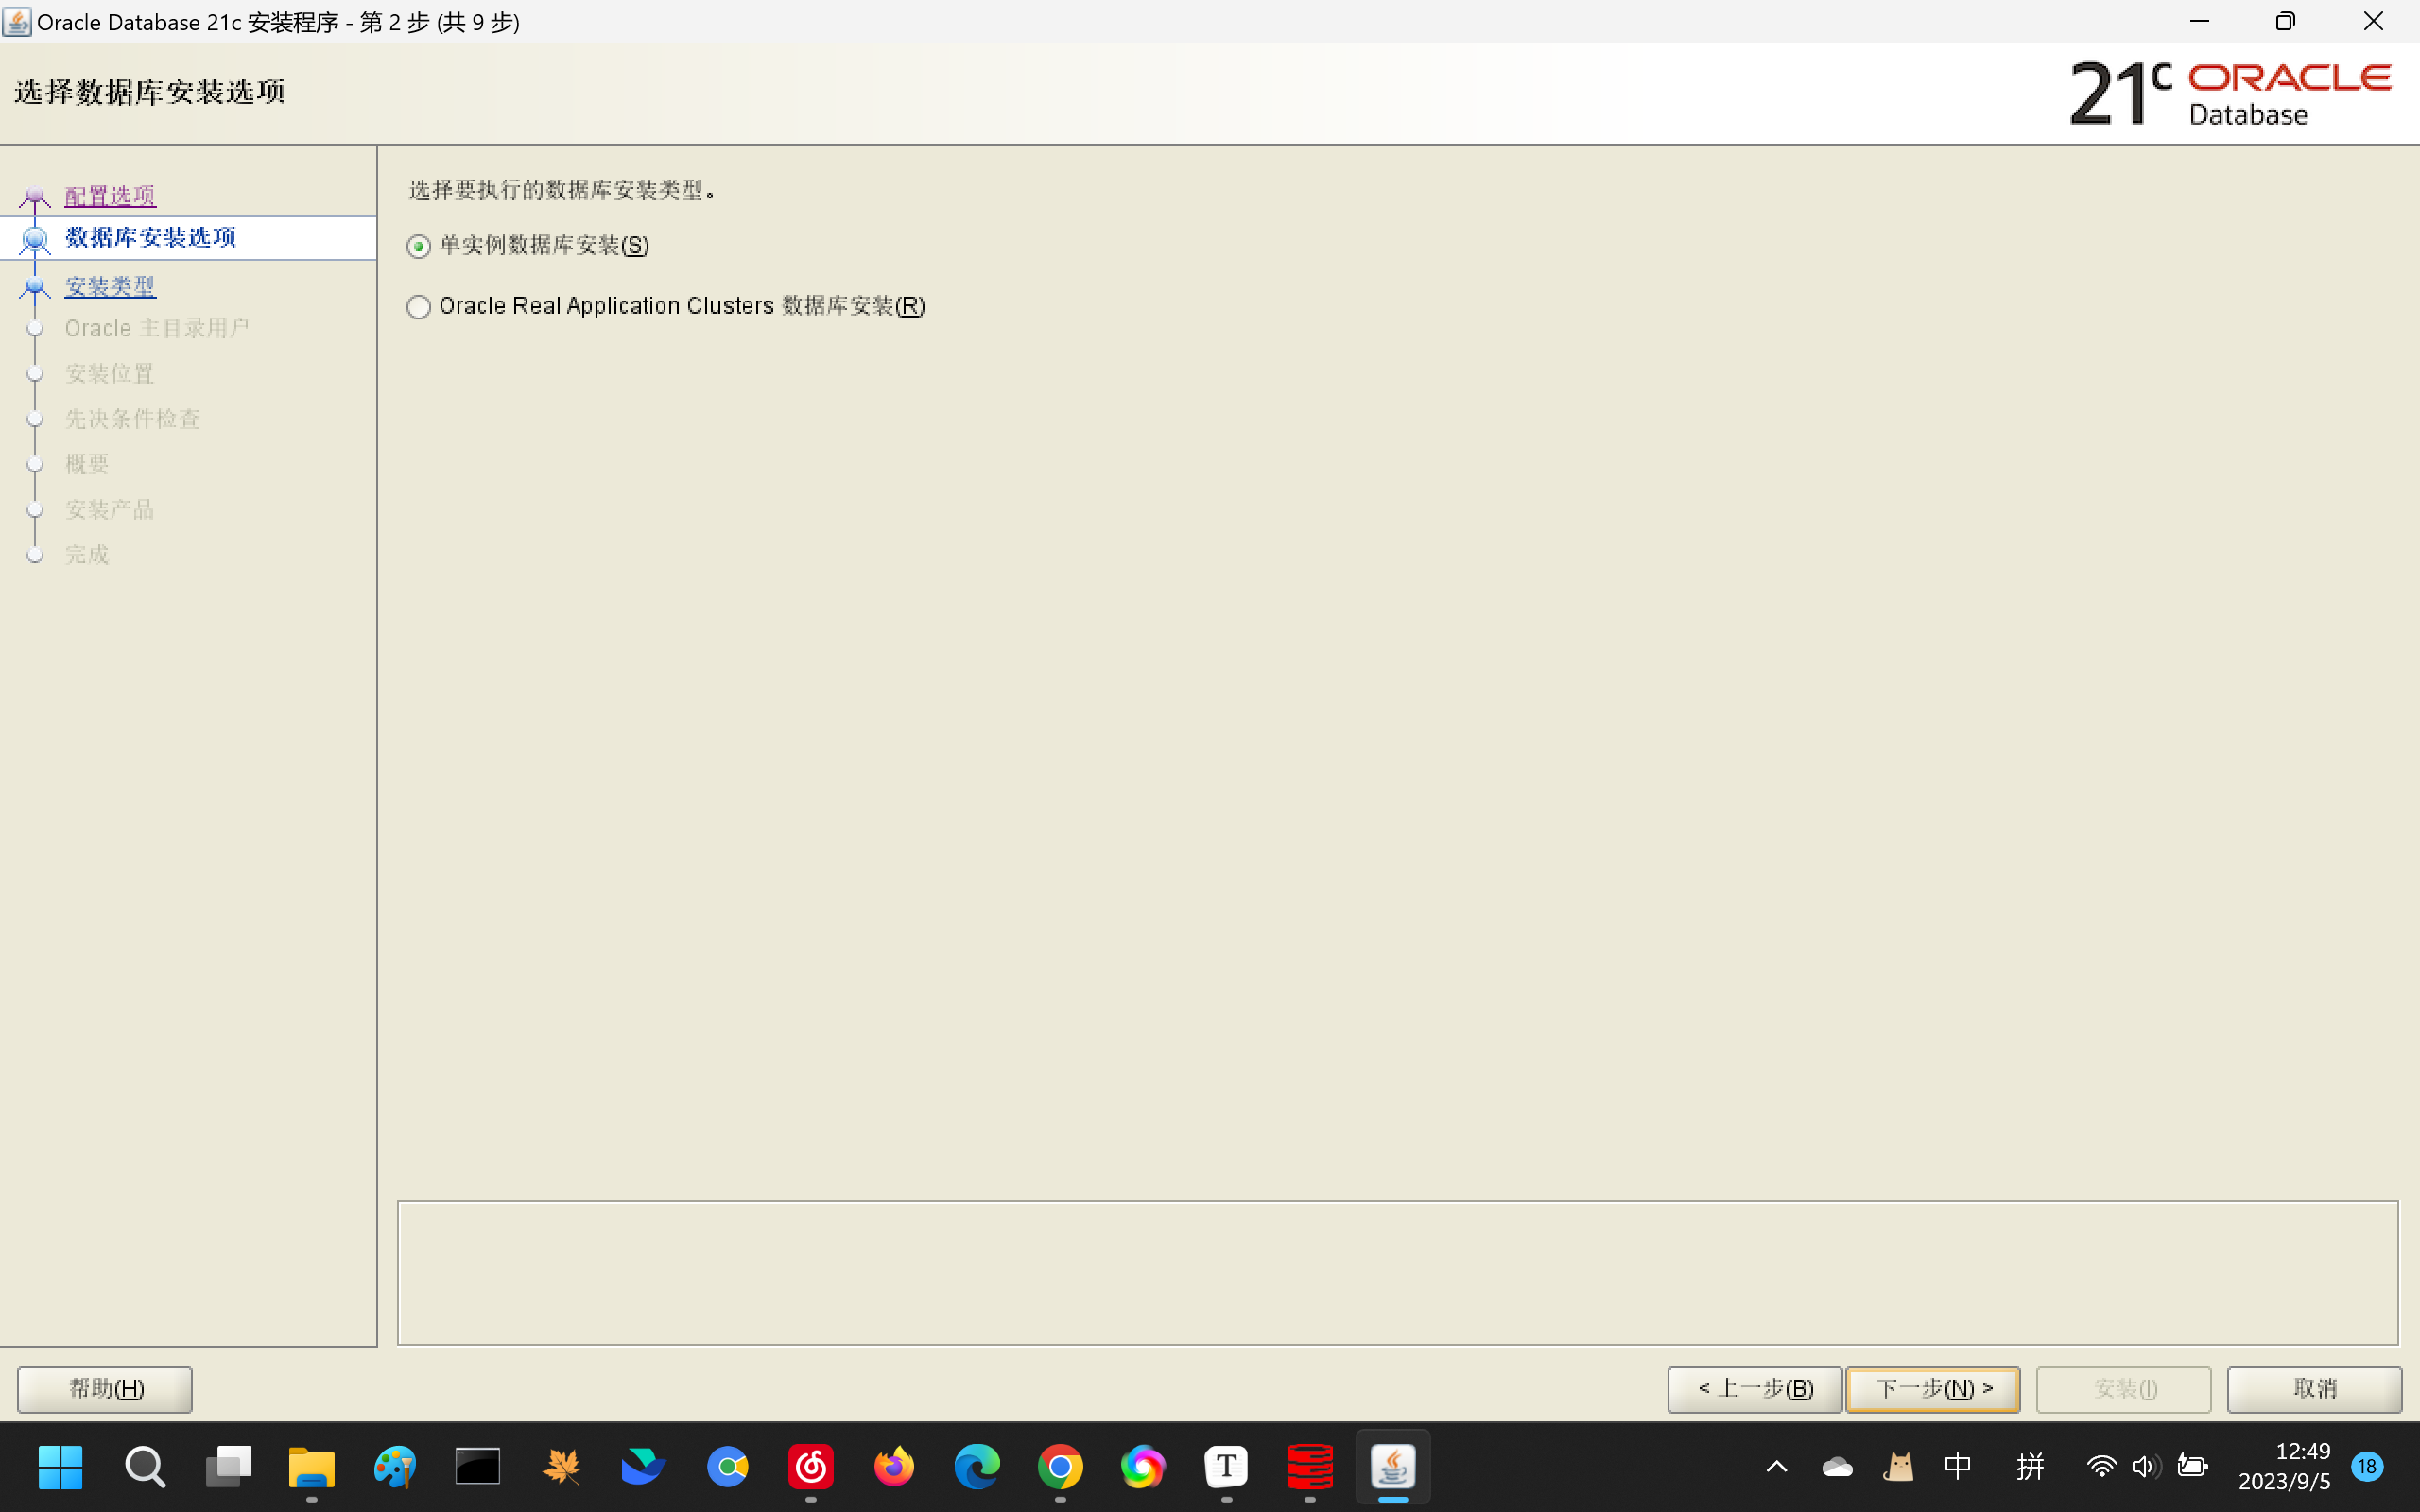 Oracle Database 21c 安装程序 - 第 2 步 (共 9 步)
选择数据库安装选项
21c ORACLE
Database
配置选项
数据库安装选项
安装类型
Oracle 主目录用户
安装位置
先决条件检查
概要
安装产品
完成
选择要执行的数据库安装类型。
单实例数据库安装(S)
Oracle Real Application Clusters 数据库安装(R)
帮助(H)
< 上一步(B)
下一步(N) >
安装(I)
取消
T
中
拼
12:49
2023/9/5
18